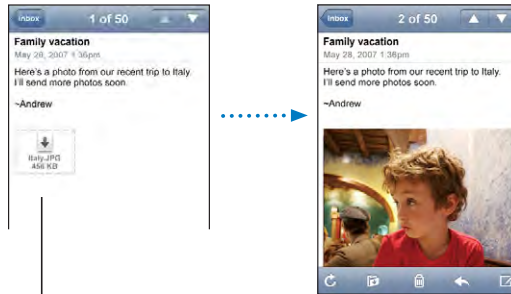 Inbox
1 of 50
Family vacation
May 28, 2007 1:36pm
Here's a photo from our recent trip to Italy.
I'll send more photos soon.
~Andrew
Italy.JPG
456 KB
Inbox
2 of 50
Family vacation
May 28, 2007 1:36pm
Here's a photo from our recent trip to Italy.
I'll send more photos soon.
~Andrew